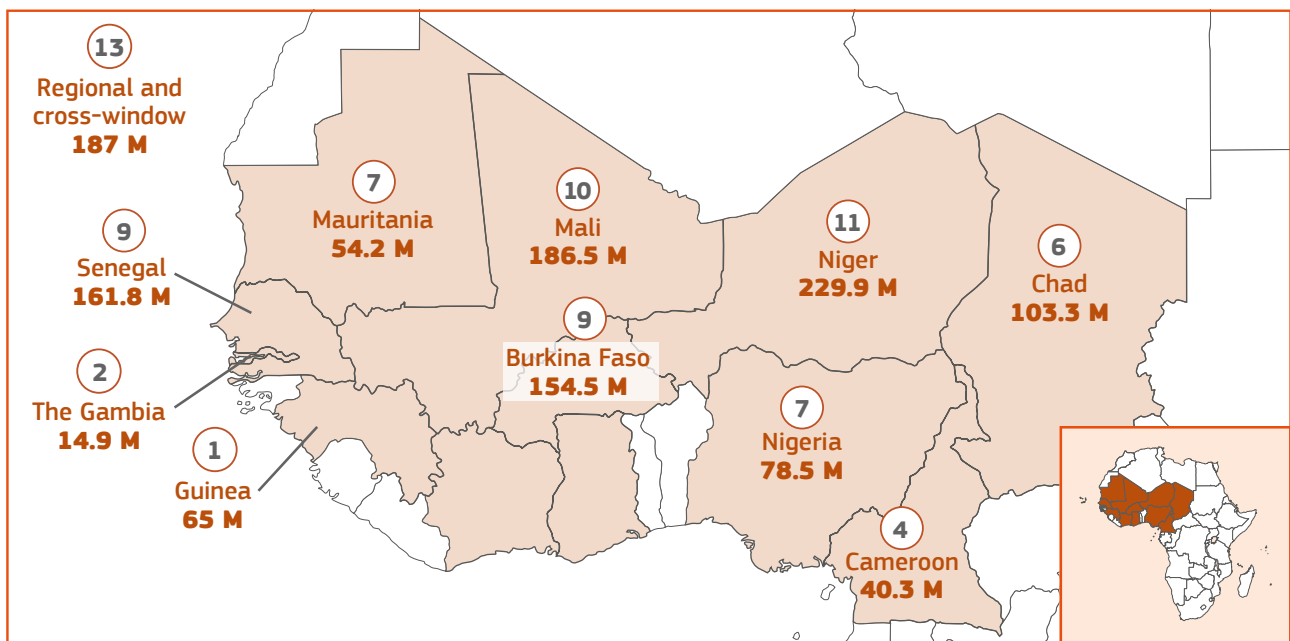 13
Regional and
cross-window
187 M
7
Mauritania
54.2 M
10
Mali
186.5 M
11
Niger
229.9 M
6
Chad
103.3 M
9
Senegal
161.8 M
9
Burkina Faso
154.5 M
2
The Gambia
14.9 M
7
Nigeria
78.5 M
1
Guinea
65 M
4
Cameroon
40.3 M